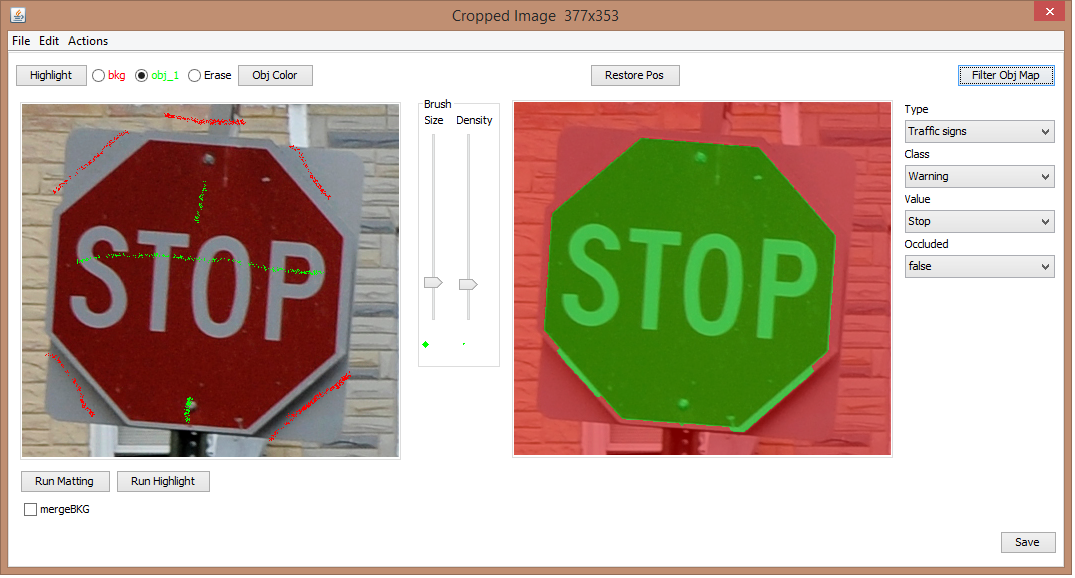 Cropped Image 377x353
File Edit Actions
Highlight bkg obj_1 Erase Obj Color Restore Pos Filter Obj Map
Brush
Size Density
STOP
STOP
Type
Traffic signs
Class
Warning
Value
Stop
Occluded
false
Run Matting Run Highlight
mergeBKG
Save